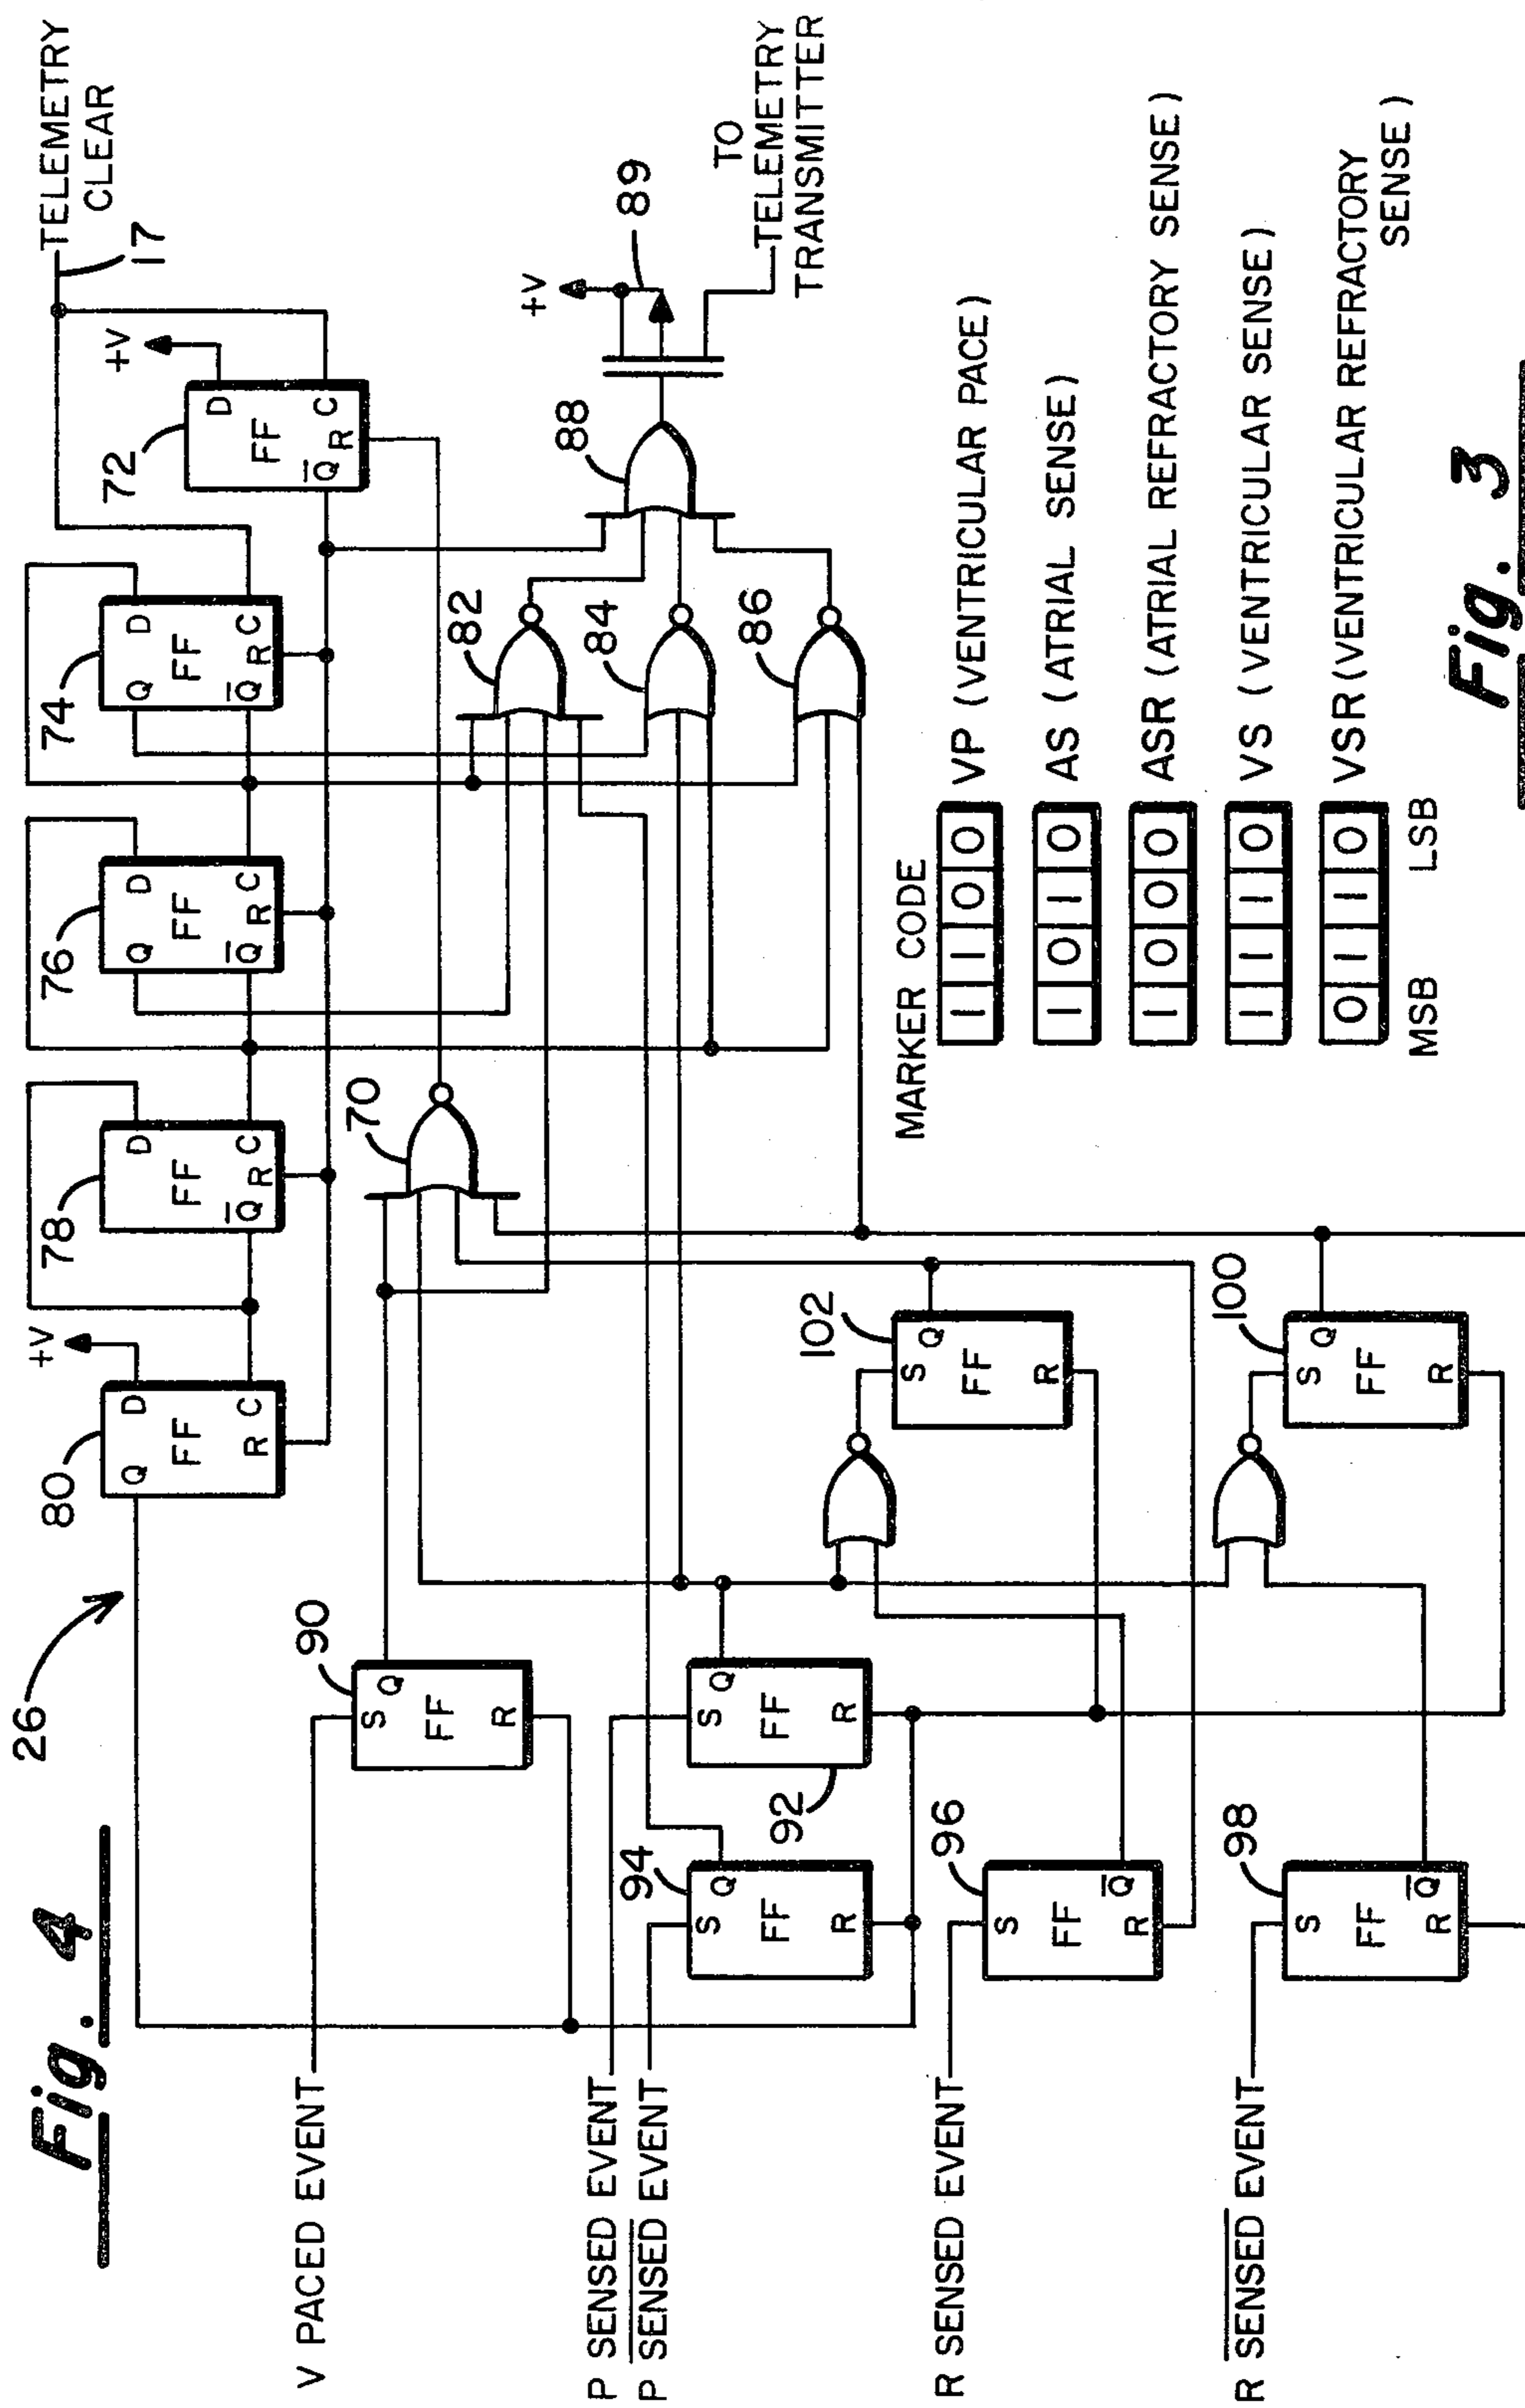 Fig. 4
26
TELEMETRY
CLEAR
17
80
78
76
74
72
+V
+V
Q D FF R C
D FF Q̅ R C
Q D FF Q̅ R C
Q D FF Q̅ R C
D FF Q̅ R C
V PACED EVENT
90
S Q FF R
70
82
84
86
88
+V
89
TO
TELEMETRY
TRANSMITTER
P SENSED EVENT
P S̅E̅N̅S̅E̅D̅ EVENT
94
S Q FF R
92
S Q FF R
R SENSED EVENT
96
S FF Q̅ R
102
S Q FF R
R S̅E̅N̅S̅E̅D̅ EVENT
98
S FF Q̅ R
100
S Q FF R
MARKER CODE
1 1 0 0 VP (VENTRICULAR PACE)
1 0 1 0 AS (ATRIAL SENSE)
1 0 0 0 ASR (ATRIAL REFRACTORY SENSE)
1 1 1 0 VS (VENTRICULAR SENSE)
0 1 1 0 VSR (VENTRICULAR REFRACTORY
SENSE)
MSB LSB
Fig. 3